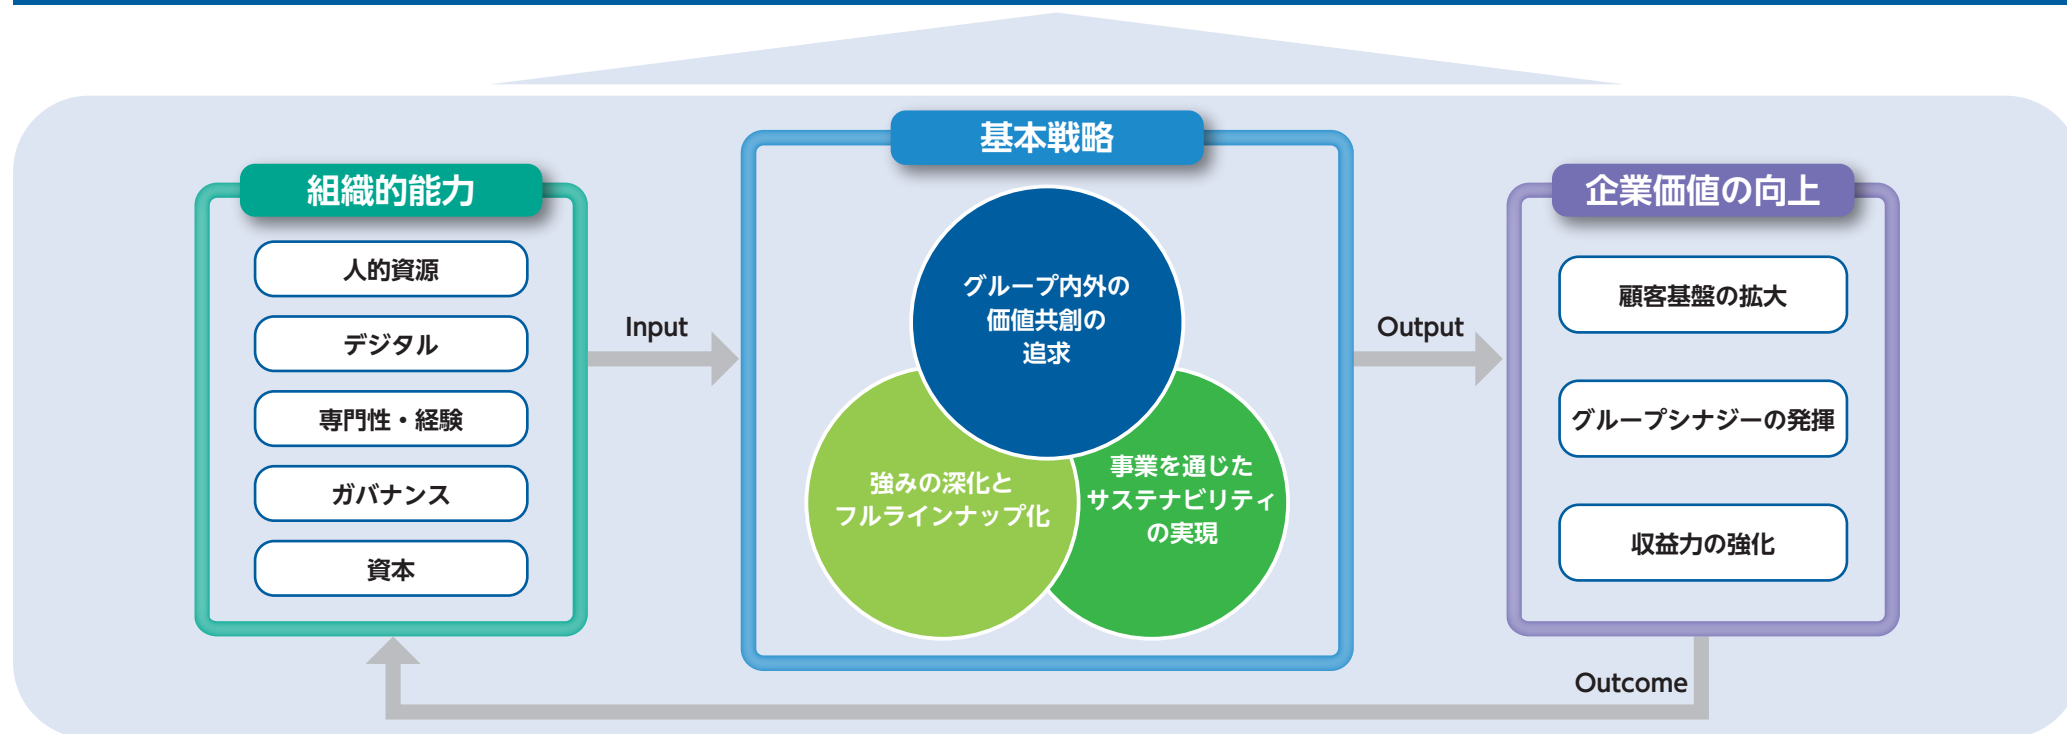 組織的能力
人的資源
デジタル
専門性・経験
ガバナンス
資本
Input
基本戦略
グループ内外の
価値共創の
追求
強みの深化と
フルラインナップ化
事業を通じた
サステナビリティ
の実現
Output
企業価値の向上
顧客基盤の拡大
グループシナジーの発揮
収益力の強化
Outcome